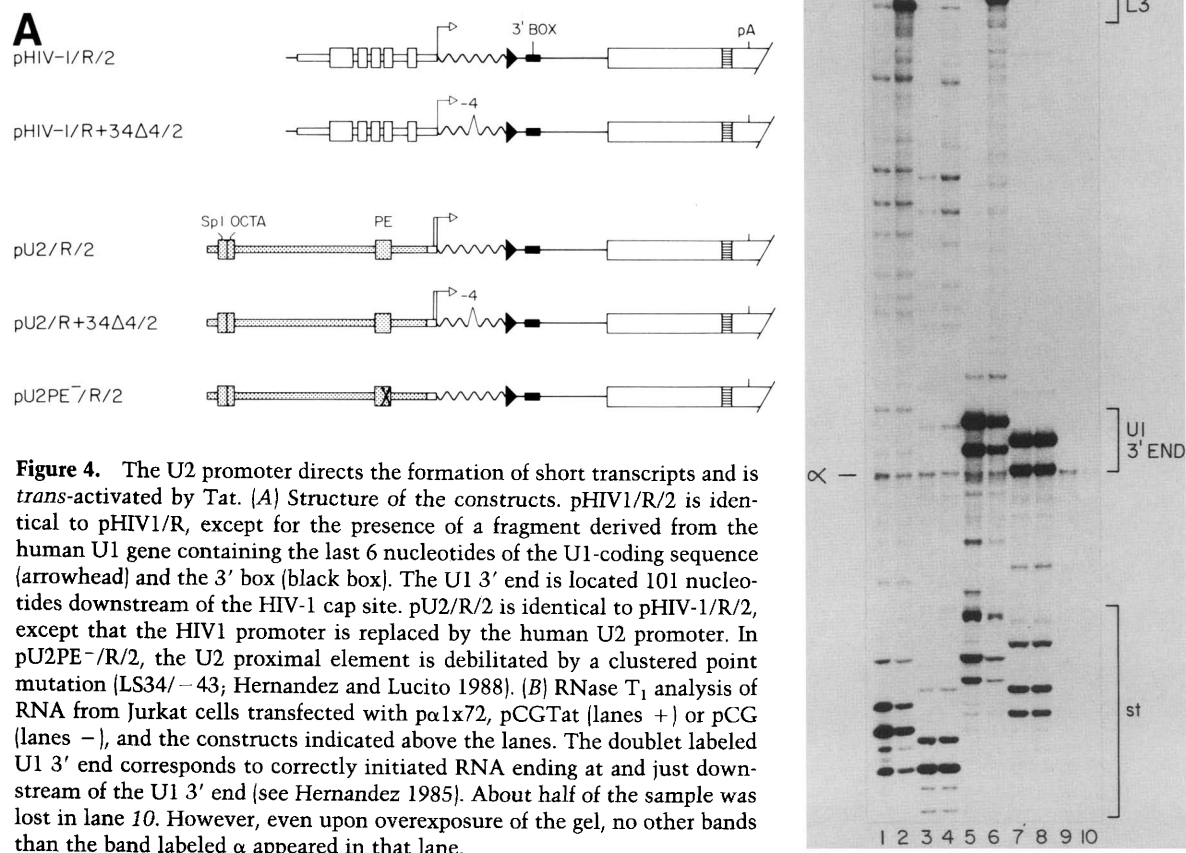 A
pHIV-1/R/2
3' BOX
pA
pHIV-1/R+34Δ4/2
-4
Sp1 OCTA
PE
pU2/R/2
pU2/R+34Δ4/2
-4
pU2PE⁻/R/2
Figure 4. The U2 promoter directs the formation of short transcripts and is
trans-activated by Tat. (A) Structure of the constructs. pHIV1/R/2 is iden-
tical to pHIV1/R, except for the presence of a fragment derived from the
human U1 gene containing the last 6 nucleotides of the U1-coding sequence
(arrowhead) and the 3' box (black box). The U1 3' end is located 101 nucleo-
tides downstream of the HIV-1 cap site. pU2/R/2 is identical to pHIV-1/R/2,
except that the HIV1 promoter is replaced by the human U2 promoter. In
pU2PE⁻/R/2, the U2 proximal element is debilitated by a clustered point
mutation (LS34/−43; Hernandez and Lucito 1988). (B) RNase T₁ analysis of
RNA from Jurkat cells transfected with pα1x72, pCGTat (lanes +) or pCG
(lanes −), and the constructs indicated above the lanes. The doublet labeled
U1 3' end corresponds to correctly initiated RNA ending at and just down-
stream of the U1 3' end (see Hernandez 1985). About half of the sample was
lost in lane 10. However, even upon overexposure of the gel, no other bands
than the band labeled α appeared in that lane.
L3
U1
3' END
α
st
1 2 3 4 5 6 7 8 9 10